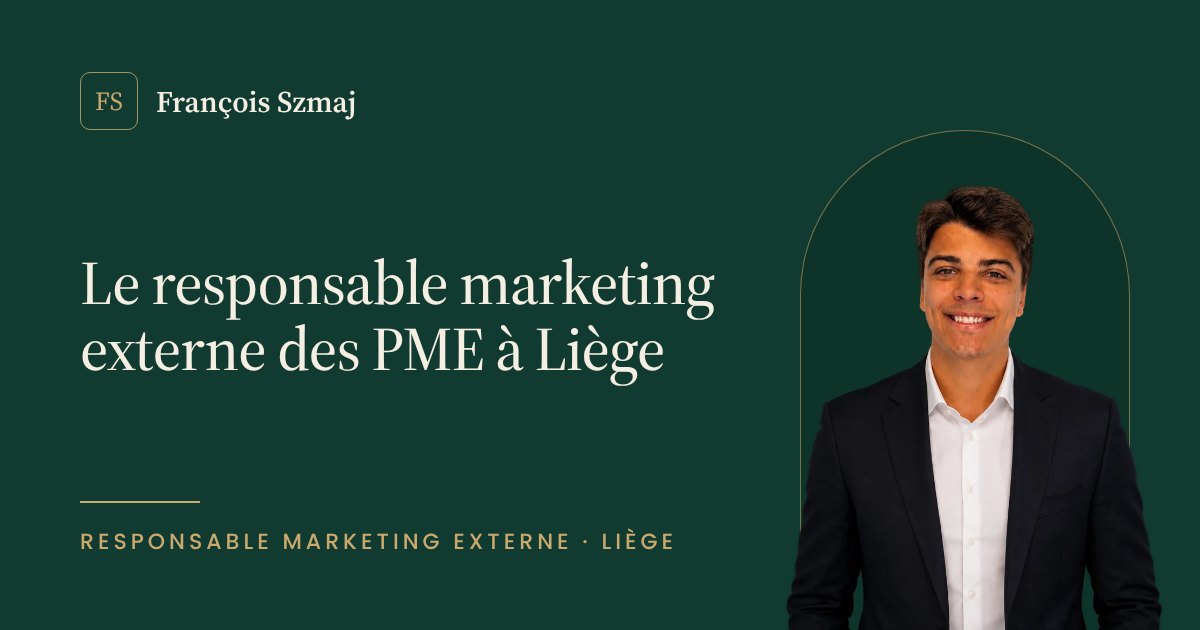 FS
François Szmaj
Le responsable marketing
externe des PME à Liège
RESPONSABLE MARKETING EXTERNE · LIÈGE